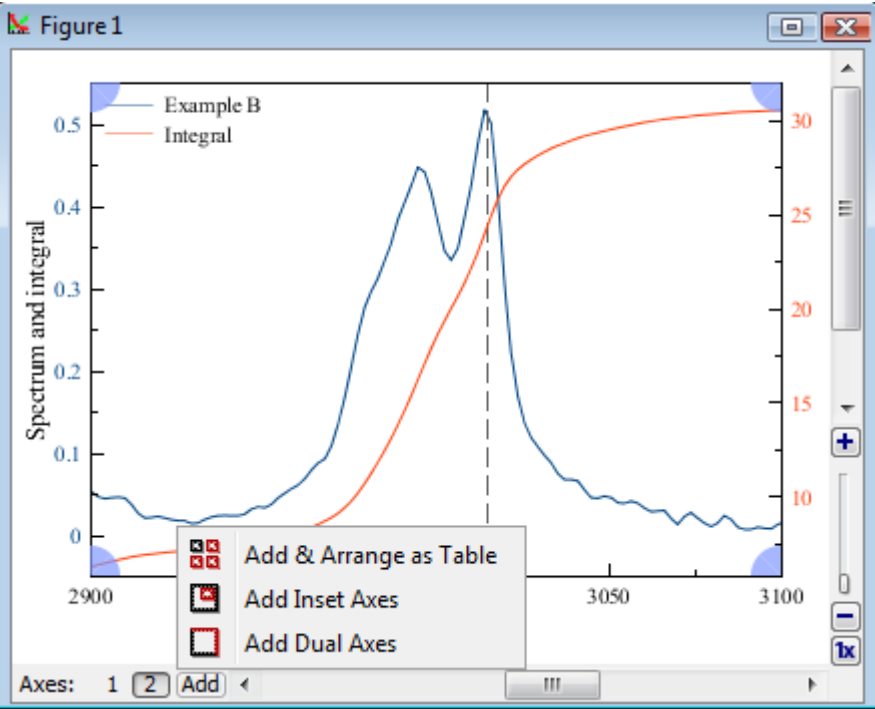 Figure 1
Example B
Integral
0.5
0.4
0.3
0.2
0.1
0
Spectrum and integral
30
25
20
15
10
Add & Arrange as Table
Add Inset Axes
Add Dual Axes
2900
3050
3100
1x
Axes: 1 2 Add